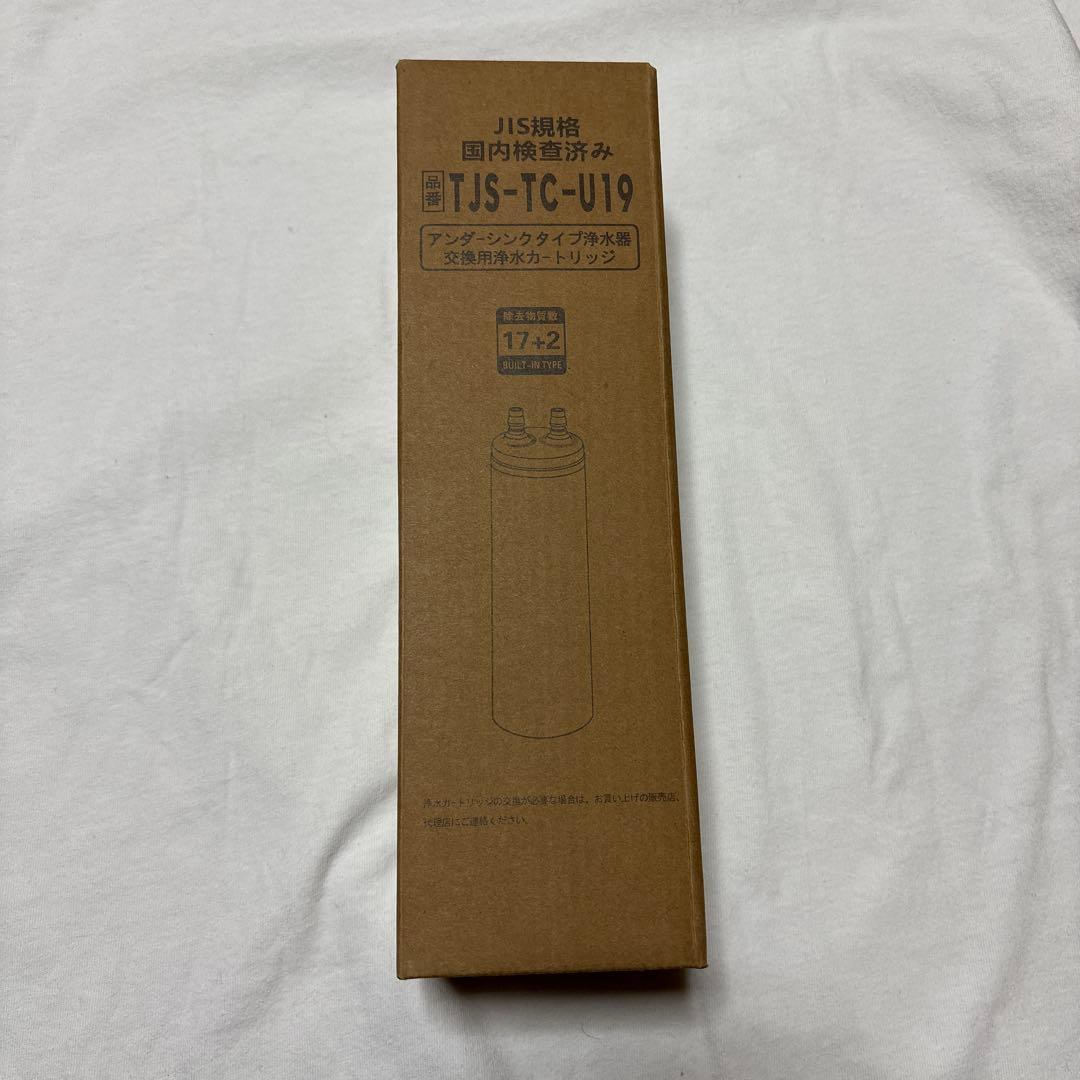 JIS規格
国内検査済み
品番 TJS-TC-U19
アンダーシンクタイプ浄水器
交換用浄水カートリッジ
除去物質数
17+2
BUILT-IN TYPE
浄水カートリッジの交換が必要な場合は、お買い上げの販売店、
代理店にご連絡ください。